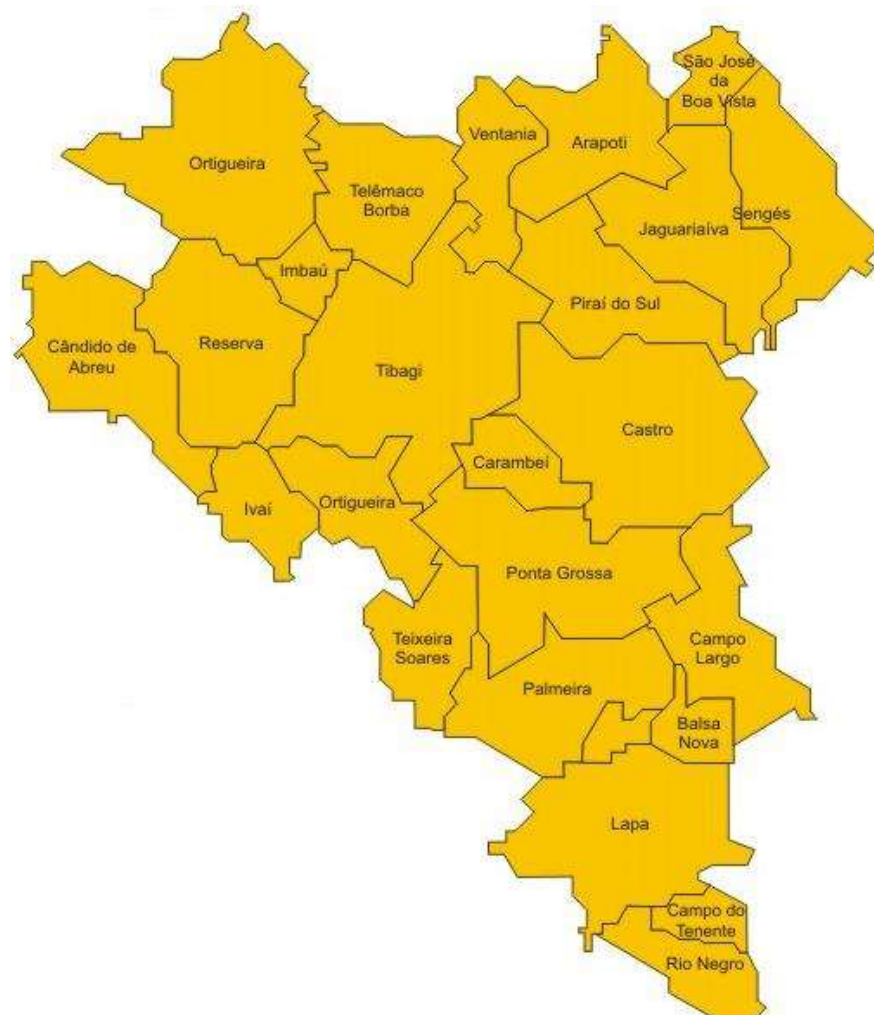 São José
da
Boa Vista
Ventania
Arapoti
Ortigueira
Telêmaco
Borba
Sengés
Jaguariaíva
Imbaú
Piraí do Sul
Reserva
Cândido de
Abreu
Tibagi
Castro
Carambeí
Ortigueira
Ivaí
Ponta Grossa
Teixeira
Soares
Campo
Largo
Palmeira
Balsa
Nova
Lapa
Campo do
Tenente
Rio Negro